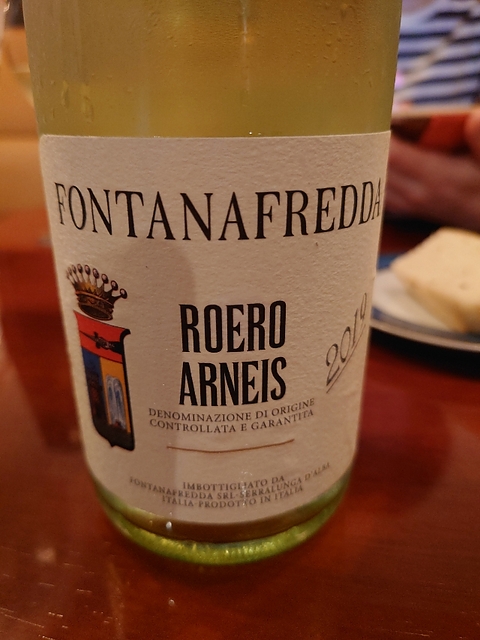 FONTANAFREDDA
ROERO
ARNEIS
2019
DENOMINAZIONE DI ORIGINE
CONTROLLATA E GARANTITA
IMBOTTIGLIATO DA
FONTANAFREDDA SRL·SERRALUNGA D'ALBA
ITALIA·PRODOTTO IN ITALIA